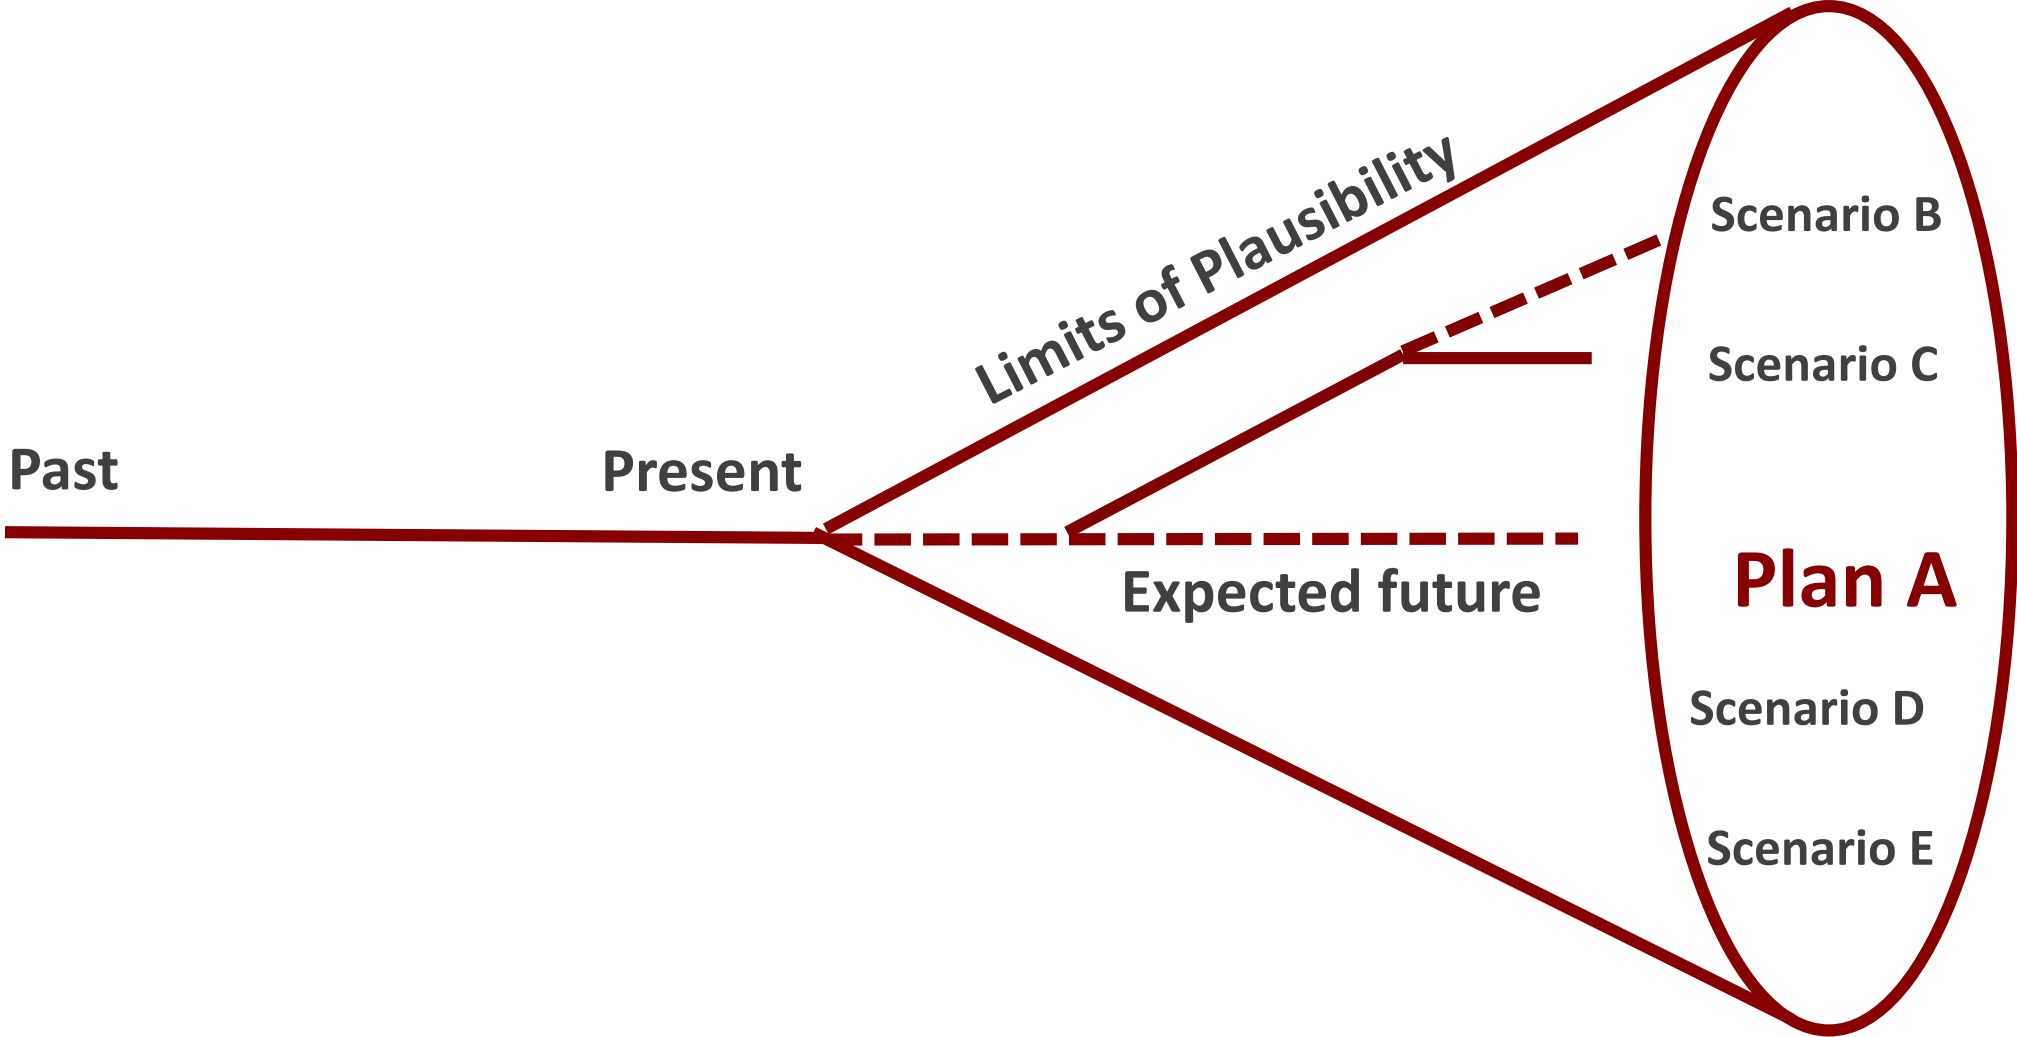 Limits of Plausibility
Scenario B
Scenario C
Past
Present
Expected future
Plan A
Scenario D
Scenario E